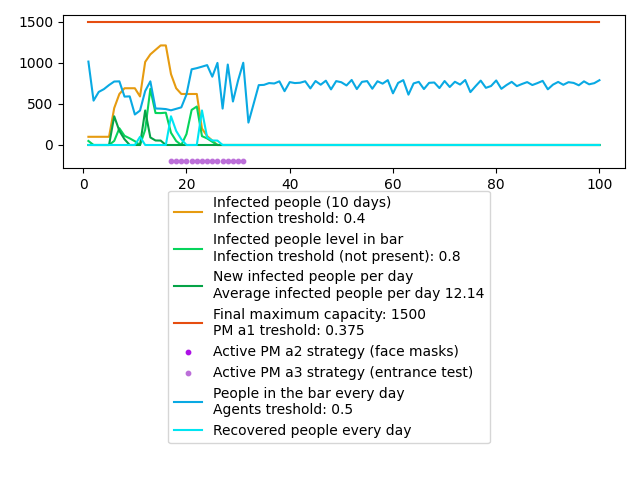 1500
1000
500
0
0 20 40 60 80 100
Infected people (10 days)
Infection treshold: 0.4
Infected people level in bar
Infection treshold (not present): 0.8
New infected people per day
Average infected people per day 12.14
Final maximum capacity: 1500
PM a1 treshold: 0.375
Active PM a2 strategy (face masks)
Active PM a3 strategy (entrance test)
People in the bar every day
Agents treshold: 0.5
Recovered people every day